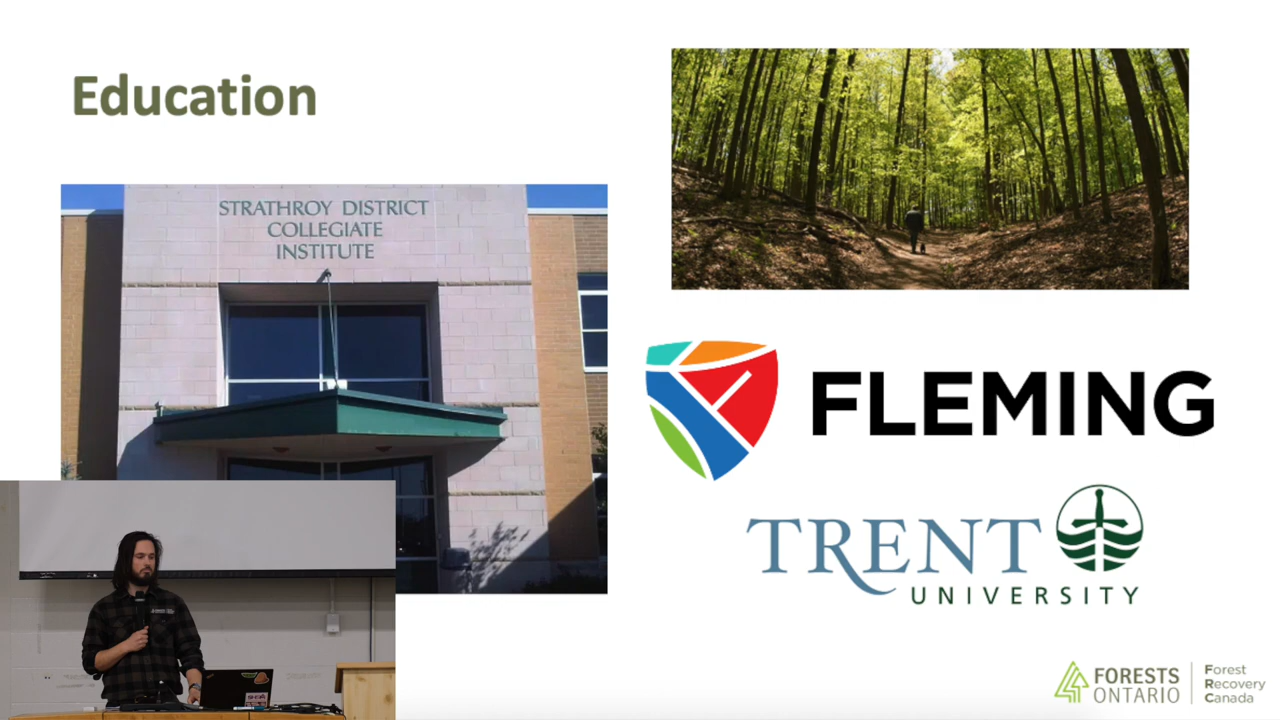 Education
STRATHROY DISTRICT
COLLEGIATE
INSTITUTE
FLEMING
TRENT
UNIVERSITY
FORESTS
ONTARIO
Forest
Recovery
Canada